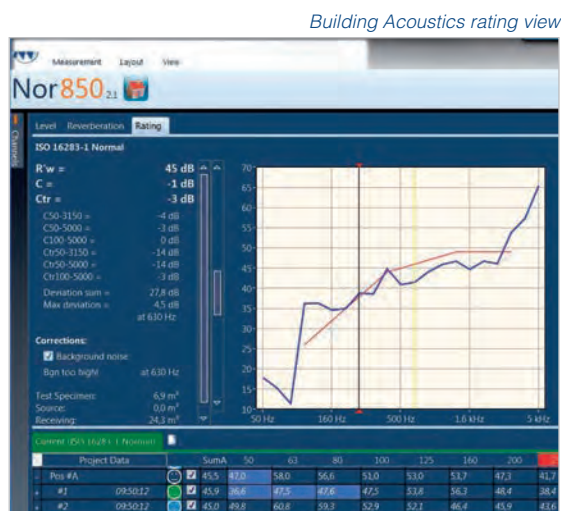 Building Acoustics rating view
Measurement Layout View
Nor850 2.1
Channels
Level Reverberation Rating
ISO 16283-1 Normal
R'w = 45 dB
C = -1 dB
Ctr = -3 dB
C50-3150 = -4 dB
C50-5000 = -3 dB
C100-5000 = 0 dB
Ctr50-3150 = -14 dB
Ctr50-5000 = -14 dB
Ctr100-5000 = -3 dB
Deviation sum = 27,8 dB
Max deviation = 4,5 dB
at 630 Hz
Corrections:
Background noise
Bgn too high! at 630 Hz
Test Specimen: 6,9 m²
Source: 0,0 m³
Receiving: 24,3 m³
70
65
60
55
50
45
40
35
30
25
20
15
10
50 Hz 160 Hz 500 Hz 1.6 kHz 5 kHz
Current (ISO 16283-1 Normal)
Project Data SumA 50 63 80 100 125 160 200
Pos #A 45,5 47,0 58,0 56,6 51,0 53,0 53,7 47,3 41,7
#1 09:50:12 45,9 36,6 47,5 47,6 47,5 53,8 56,3 48,4 38,4
#2 09:50:12 45,0 49,8 60,8 59,3 52,9 52,1 46,4 45,9 43,6